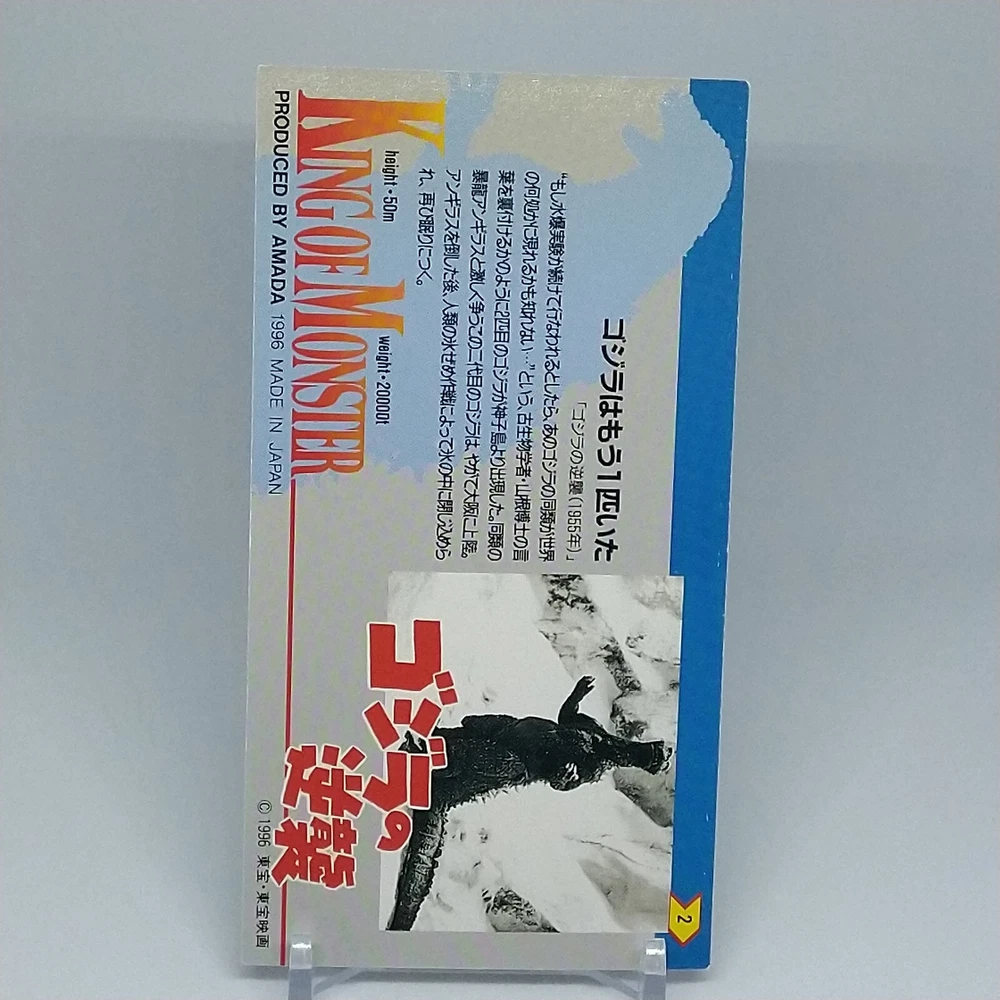 2
ゴジラはもう1匹いた
「ゴジラの逆襲(1955年)」
“もし水爆実験が続けて行なわれるとしたら、あのゴジラの同類が世界
の何処かに現れるかも知れない…”という、古生物学者・山根博士の言
葉を裏付けるかのように2匹目のゴジラが神子島より出現した。同類の
暴龍アンギラスと激しく争うこの二代目のゴジラは、やがて大阪に上陸。
アンギラスを倒した後、人類の氷ぜめ作戦によって氷の中に閉じ込めら
れ、再び眠りにつく。
height・50m
weight・20000t
KING OF MONSTER
ゴジラの
逆襲
PRODUCED BY AMADA 1996 MADE IN JAPAN
© 1996 東宝・東宝映画